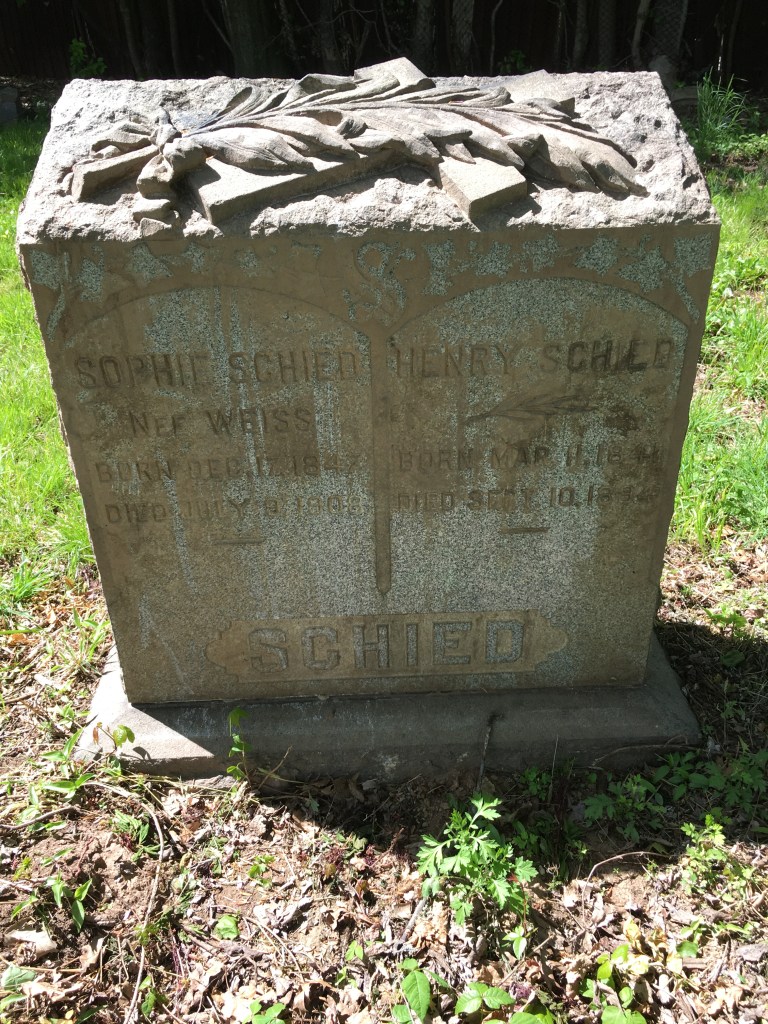 SOPHIE SCHIED
NEE WEISS
BORN DEC. 17, 1847
DIED JULY 9,
HENRY SCHIED
BORN MAR. 11,
DIED SEPT. 10,
SCHIED